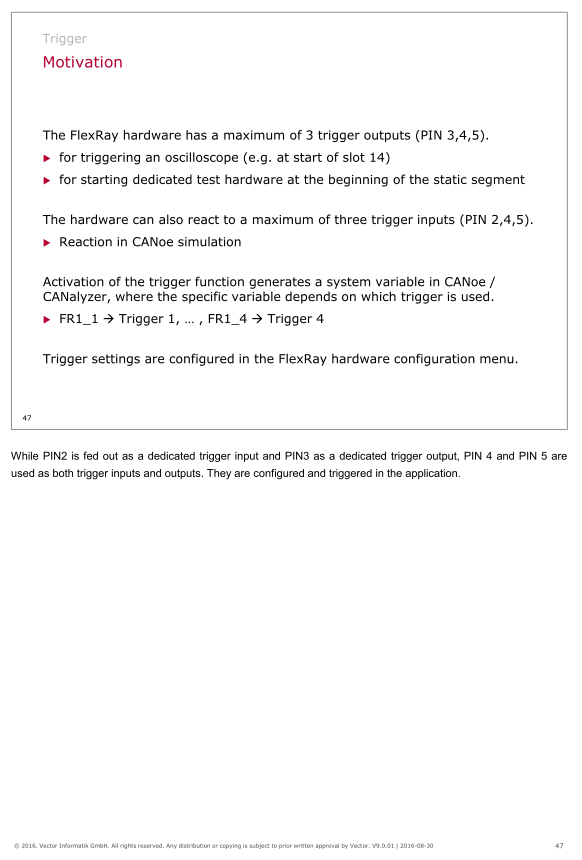 Trigger
Motivation
The FlexRay hardware has a maximum of 3 trigger outputs (PIN 3,4,5).
▶ for triggering an oscilloscope (e.g. at start of slot 14)
▶ for starting dedicated test hardware at the beginning of the static segment
The hardware can also react to a maximum of three trigger inputs (PIN 2,4,5).
▶ Reaction in CANoe simulation
Activation of the trigger function generates a system variable in CANoe /
CANalyzer, where the specific variable depends on which trigger is used.
▶ FR1_1 → Trigger 1, … , FR1_4 → Trigger 4
Trigger settings are configured in the FlexRay hardware configuration menu.
47
While PIN2 is fed out as a dedicated trigger input and PIN3 as a dedicated trigger output, PIN 4 and PIN 5 are
used as both trigger inputs and outputs. They are configured and triggered in the application.
© 2016. Vector Informatik GmbH. All rights reserved. Any distribution or copying is subject to prior written approval by Vector. V9.0.01 | 2016-08-30
47